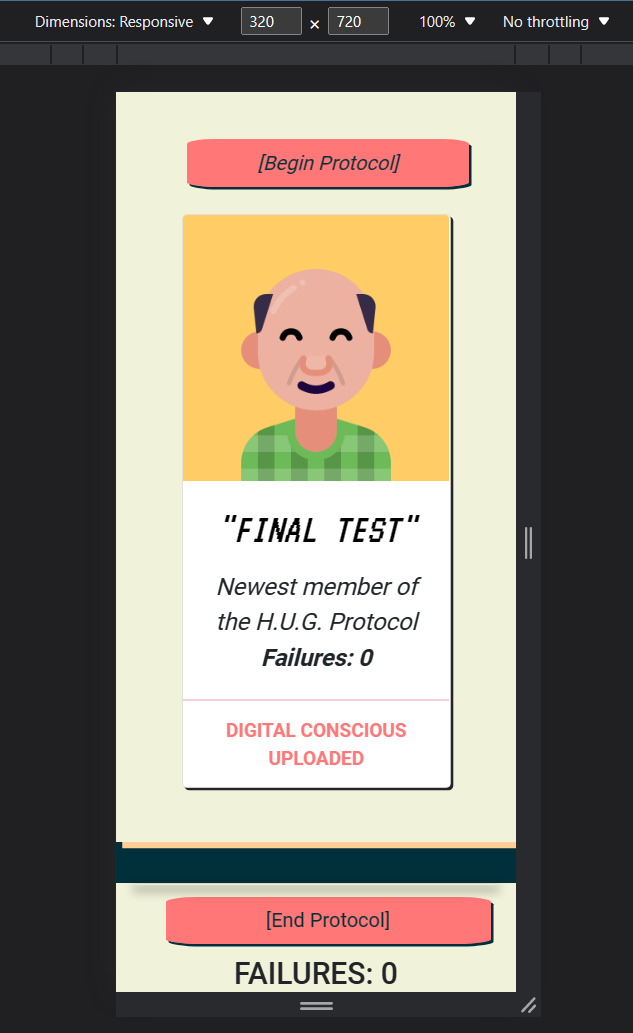 Dimensions: Responsive 320 × 720 100% No throttling
[Begin Protocol]
"FINAL TEST"
Newest member of
the H.U.G. Protocol
Failures: 0
DIGITAL CONSCIOUS
UPLOADED
[End Protocol]
FAILURES: 0